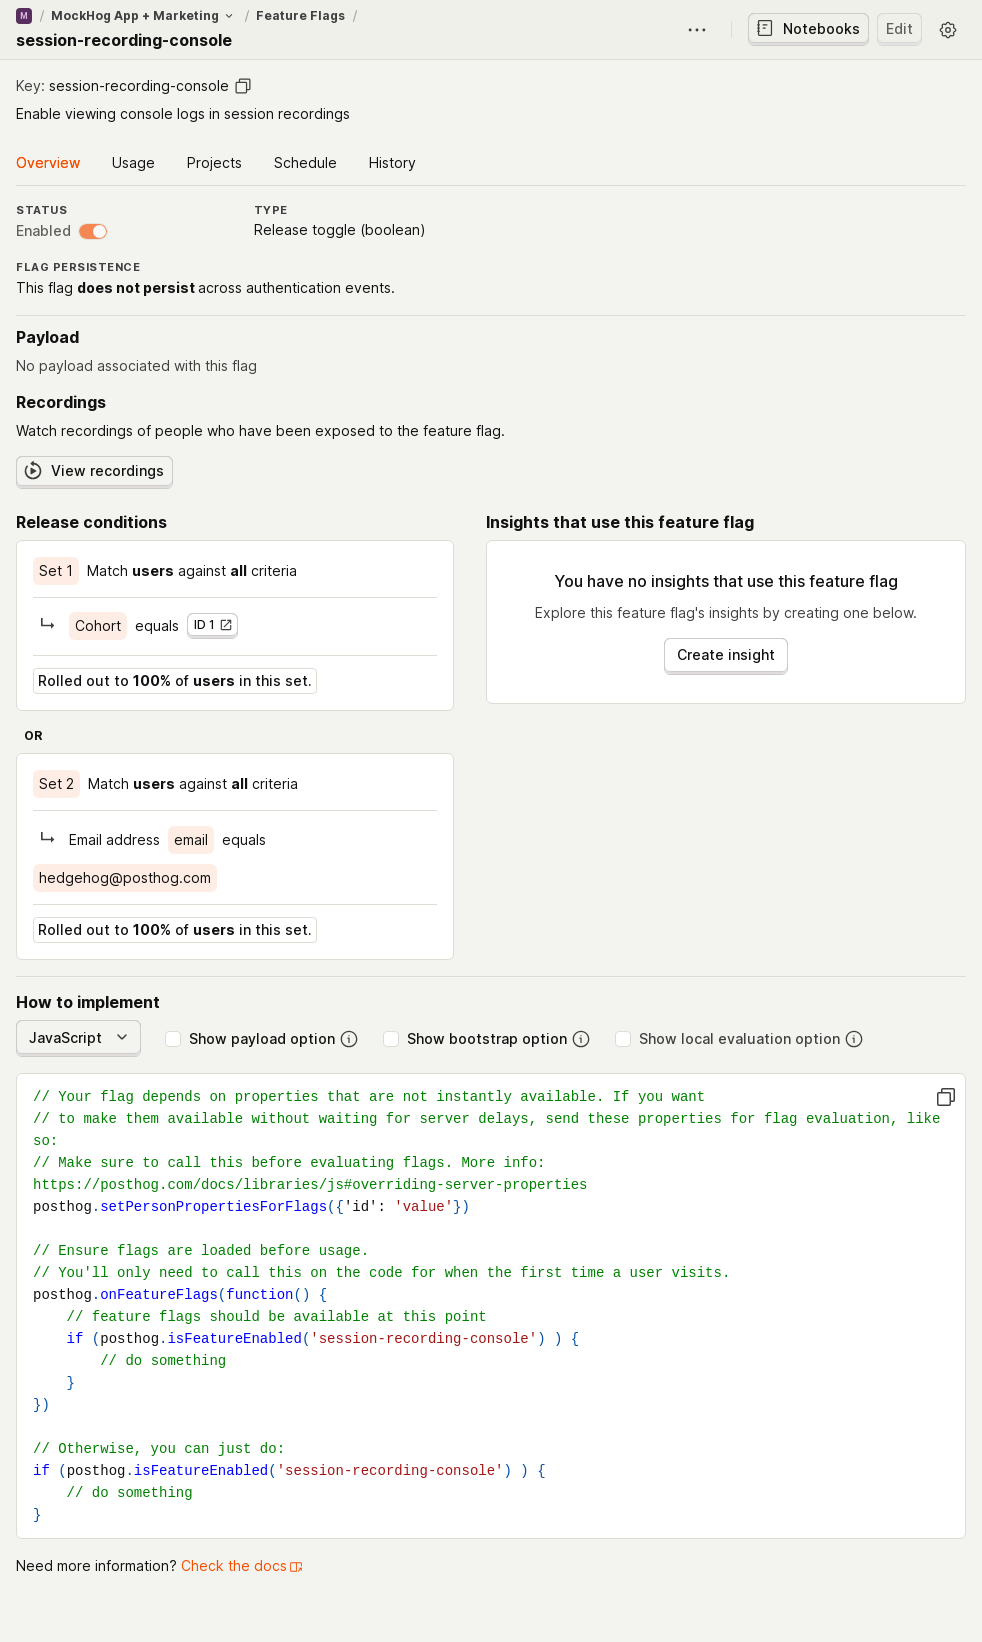 M / MockHog App + Marketing / Feature Flags /
session-recording-console
Notebooks Edit
Key: session-recording-console
Enable viewing console logs in session recordings
Overview Usage Projects Schedule History
STATUS TYPE
Enabled Release toggle (boolean)
FLAG PERSISTENCE
This flag does not persist across authentication events.
Payload
No payload associated with this flag
Recordings
Watch recordings of people who have been exposed to the feature flag.
View recordings
Release conditions
Set 1 Match users against all criteria
Cohort equals ID 1
Rolled out to 100% of users in this set.
OR
Set 2 Match users against all criteria
Email address email equals
hedgehog@posthog.com
Rolled out to 100% of users in this set.
Insights that use this feature flag
You have no insights that use this feature flag
Explore this feature flag's insights by creating one below.
Create insight
How to implement
JavaScript Show payload option Show bootstrap option Show local evaluation option
// Your flag depends on properties that are not instantly available. If you want
// to make them available without waiting for server delays, send these properties for flag evaluation, like
so:
// Make sure to call this before evaluating flags. More info:
https://posthog.com/docs/libraries/js#overriding-server-properties
posthog.setPersonPropertiesForFlags({'id': 'value'})
// Ensure flags are loaded before usage.
// You'll only need to call this on the code for when the first time a user visits.
posthog.onFeatureFlags(function() {
    // feature flags should be available at this point
    if (posthog.isFeatureEnabled('session-recording-console') ) {
        // do something
    }
})
// Otherwise, you can just do:
if (posthog.isFeatureEnabled('session-recording-console') ) {
    // do something
}
Need more information? Check the docs